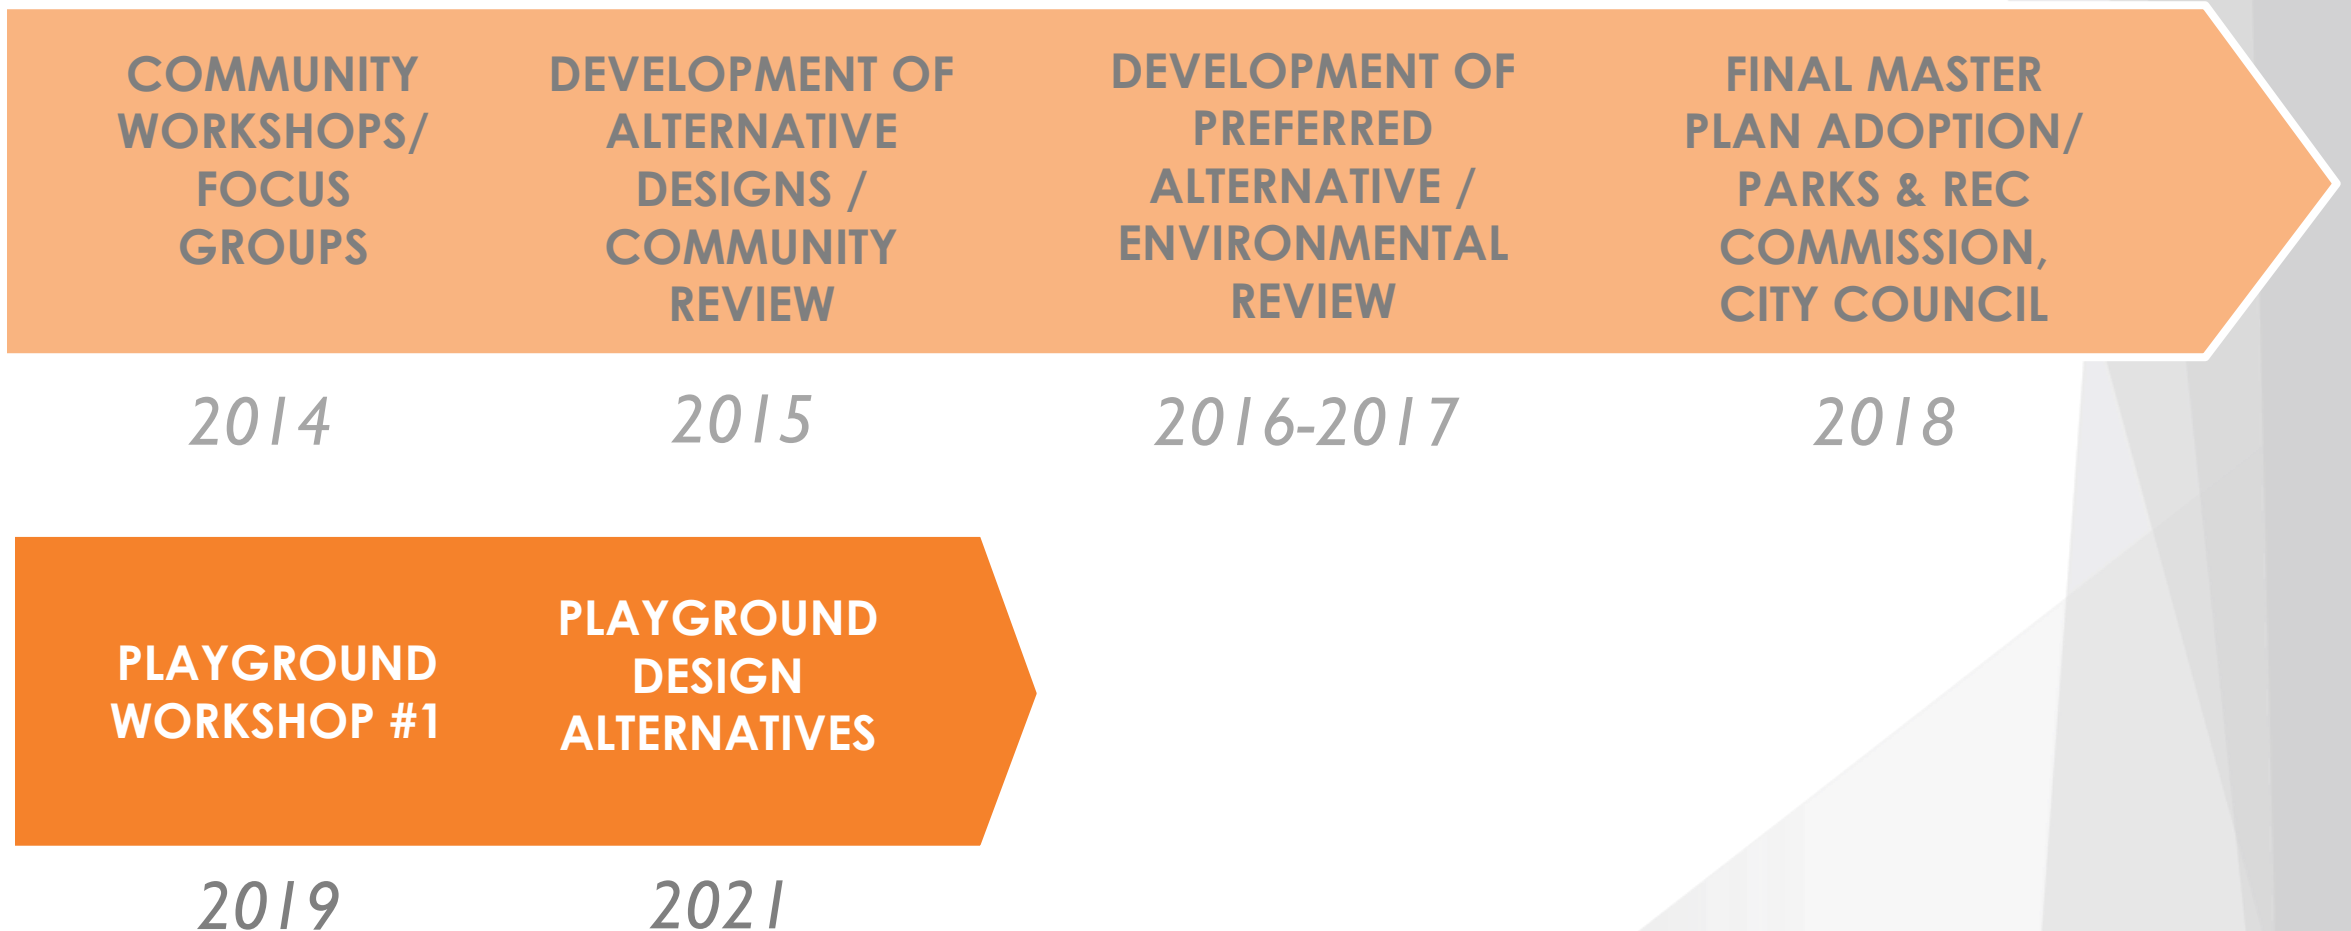 COMMUNITY
WORKSHOPS/
FOCUS
GROUPS
DEVELOPMENT OF
ALTERNATIVE
DESIGNS /
COMMUNITY
REVIEW
DEVELOPMENT OF
PREFERRED
ALTERNATIVE /
ENVIRONMENTAL
REVIEW
FINAL MASTER
PLAN ADOPTION/
PARKS & REC
COMMISSION,
CITY COUNCIL
2014
2015
2016-2017
2018
PLAYGROUND
WORKSHOP #1
PLAYGROUND
DESIGN
ALTERNATIVES
2019
2021